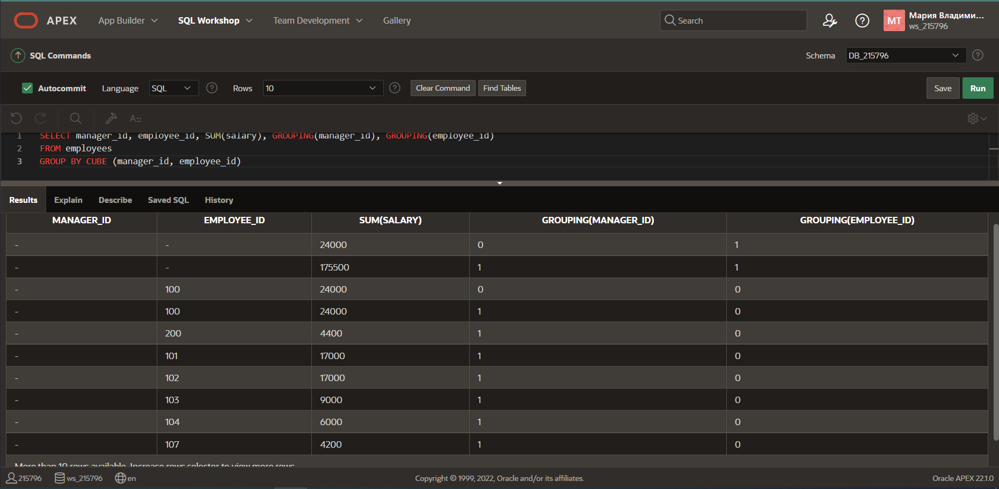 APEX App Builder SQL Workshop Team Development Gallery Search MT Мария Владими...
ws_215796
SQL Commands Schema DB_215796
Autocommit Language SQL Rows 10 Clear Command Find Tables Save Run
A::
1 SELECT manager_id, employee_id, SUM(salary), GROUPING(manager_id), GROUPING(employee_id)
2 FROM employees
3 GROUP BY CUBE (manager_id, employee_id)
Results Explain Describe Saved SQL History
MANAGER_ID EMPLOYEE_ID SUM(SALARY) GROUPING(MANAGER_ID) GROUPING(EMPLOYEE_ID)
- - 24000 0 1
- - 175500 1 1
- 100 24000 0 0
- 100 24000 1 0
- 200 4400 1 0
- 101 17000 1 0
- 102 17000 1 0
- 103 9000 1 0
- 104 6000 1 0
- 107 4200 1 0
More than 10 rows available. Increase rows selector to view more rows.
215796 ws_215796 en Copyright © 1999, 2022, Oracle and/or its affiliates. Oracle APEX 22.1.0